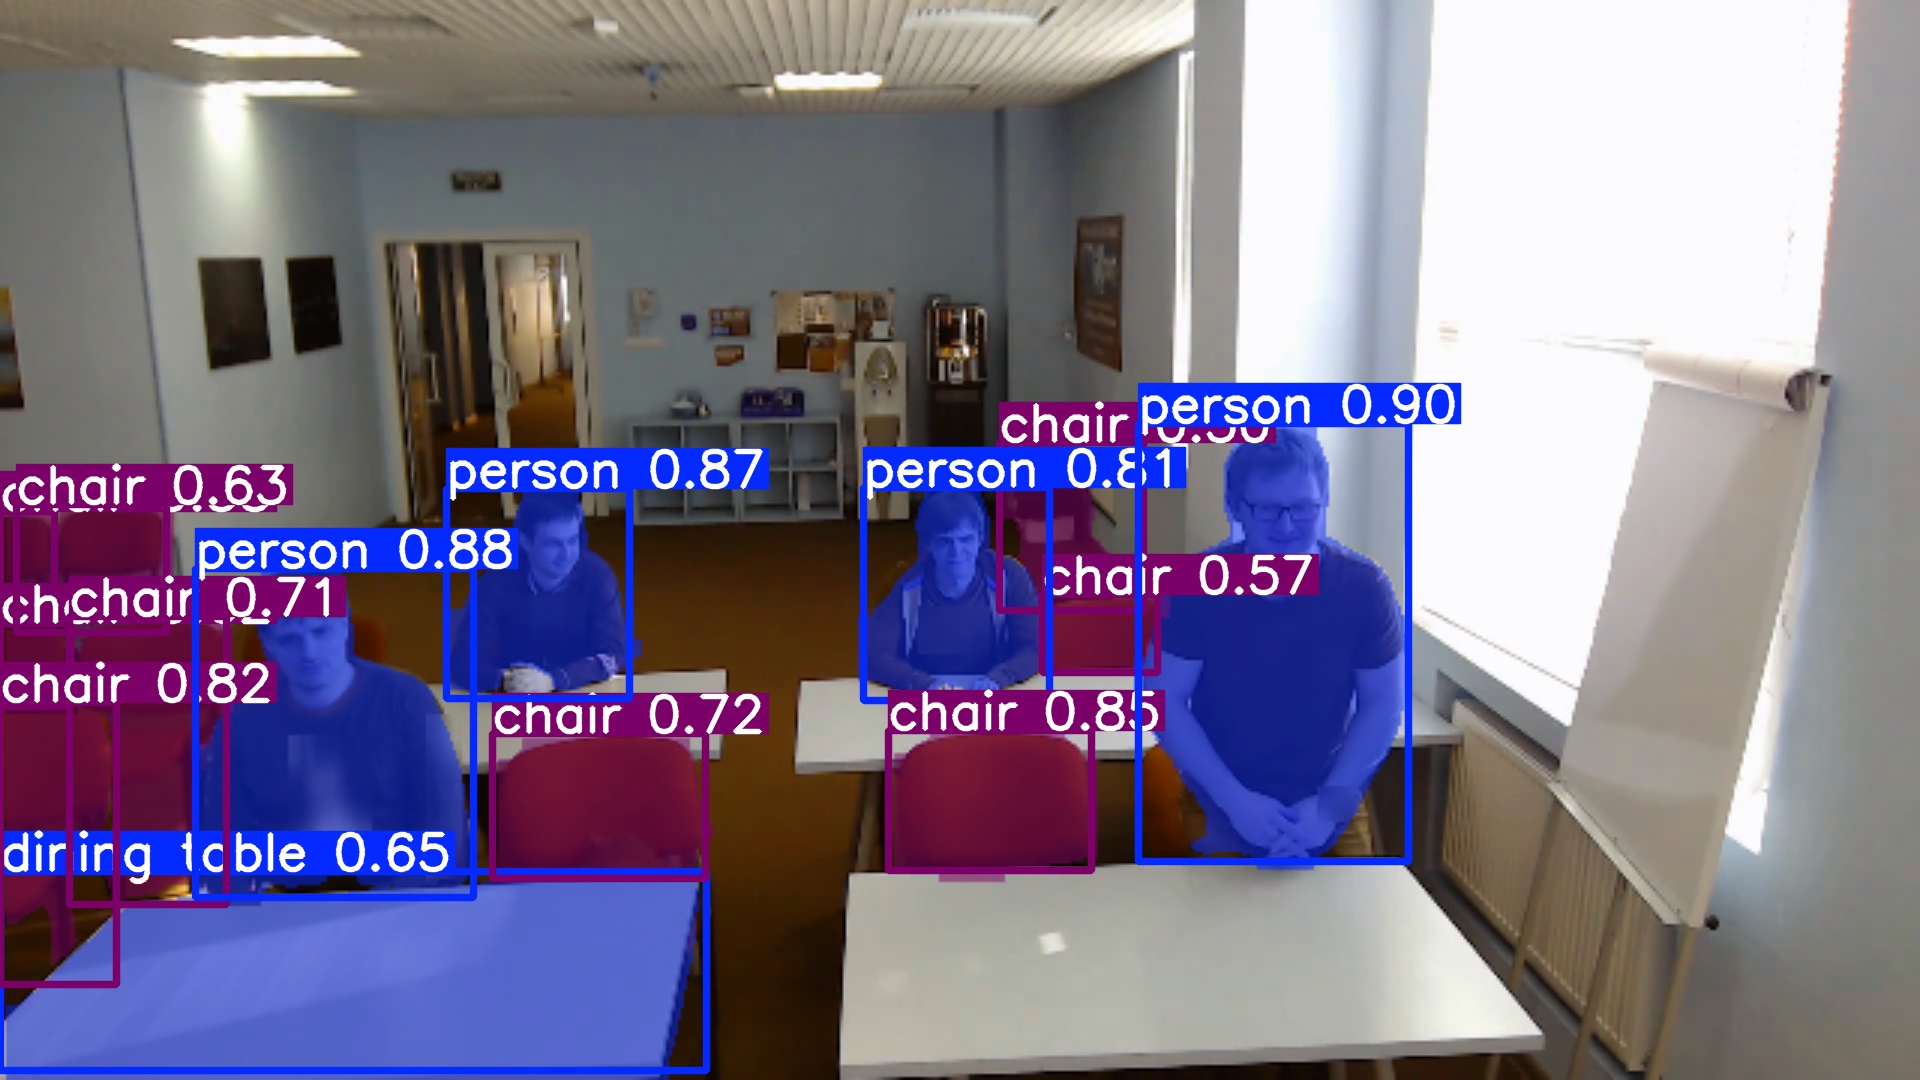 person 0.90
chair
person 0.87
person 0.81
chair 0.63
person 0.88
chair 0.57
chair 0.71
chair 0.82
chair 0.72
chair 0.85
dining table 0.65